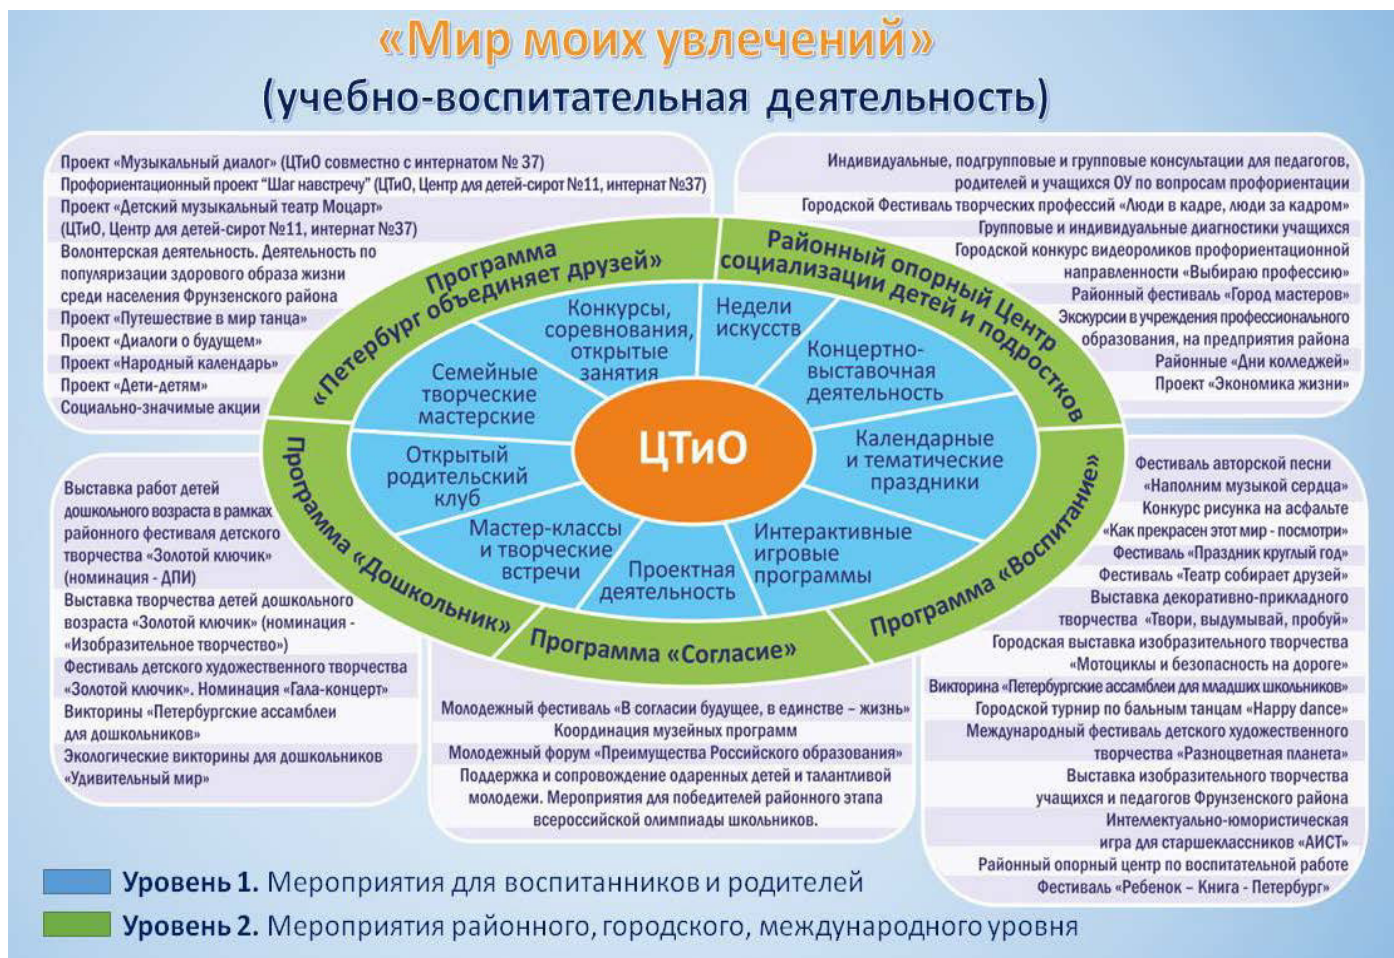 «Мир моих увлечений»
(учебно-воспитательная деятельность)
Проект «Музыкальный диалог» (ЦТиО совместно с интернатом № 37)
Профориентационный проект "Шаг навстречу" (ЦТиО, Центр для детей-сирот №11, интернат №37)
Проект «Детский музыкальный театр Моцарт»
(ЦТиО, Центр для детей-сирот №11, интернат №37)
Волонтерская деятельность. Деятельность по
популяризации здорового образа жизни
среди населения Фрунзенского района
Проект «Путешествие в мир танца»
Проект «Диалоги о будущем»
Проект «Народный календарь»
Проект «Дети-детям»
Социально-значимые акции
Индивидуальные, подгрупповые и групповые консультации для педагогов,
родителей и учащихся ОУ по вопросам профориентации
Городской Фестиваль творческих профессий «Люди в кадре, люди за кадром»
Групповые и индивидуальные диагностики учащихся
Городской конкурс видеороликов профориентационной
направленности «Выбираю профессию»
Районный фестиваль «Город мастеров»
Экскурсии в учреждения профессионального
образования, на предприятия района
Районные «Дни колледжей»
Проект «Экономика жизни»
Программа
«Петербург объединяет друзей»
Районный опорный Центр
социализации детей и подростков
Программа «Воспитание»
Программа «Согласие»
Программа «Дошкольник»
Конкурсы,
соревнования,
открытые
занятия
Недели
искусств
Концертно-
выставочная
деятельность
Календарные
и тематические
праздники
Интерактивные
игровые
программы
Проектная
деятельность
Мастер-классы
и творческие
встречи
Открытый
родительский
клуб
Семейные
творческие
мастерские
ЦТиО
Выставка работ детей
дошкольного возраста в рамках
районного фестиваля детского
творчества «Золотой ключик»
(номинация - ДПИ)
Выставка творчества детей дошкольного
возраста «Золотой ключик» (номинация -
«Изобразительное творчество»)
Фестиваль детского художественного творчества
«Золотой ключик». Номинация «Гала-концерт»
Викторины «Петербургские ассамблеи
для дошкольников»
Экологические викторины для дошкольников
«Удивительный мир»
Молодежный фестиваль «В согласии будущее, в единстве – жизнь»
Координация музейных программ
Молодежный форум «Преимущества Российского образования»
Поддержка и сопровождение одаренных детей и талантливой
молодежи. Мероприятия для победителей районного этапа
всероссийской олимпиады школьников.
Фестиваль авторской песни
«Наполним музыкой сердца»
Конкурс рисунка на асфальте
«Как прекрасен этот мир - посмотри»
Фестиваль «Праздник круглый год»
Фестиваль «Театр собирает друзей»
Выставка декоративно-прикладного
творчества «Твори, выдумывай, пробуй»
Городская выставка изобразительного творчества
«Мотоциклы и безопасность на дороге»
Викторина «Петербургские ассамблеи для младших школьников»
Городской турнир по бальным танцам «Happy dance»
Международный фестиваль детского художественного
творчества «Разноцветная планета»
Выставка изобразительного творчества
учащихся и педагогов Фрунзенского района
Интеллектуально-юмористическая
игра для старшеклассников «АИСТ»
Районный опорный центр по воспитательной работе
Фестиваль «Ребенок – Книга - Петербург»
Уровень 1. Мероприятия для воспитанников и родителей
Уровень 2. Мероприятия районного, городского, международного уровня